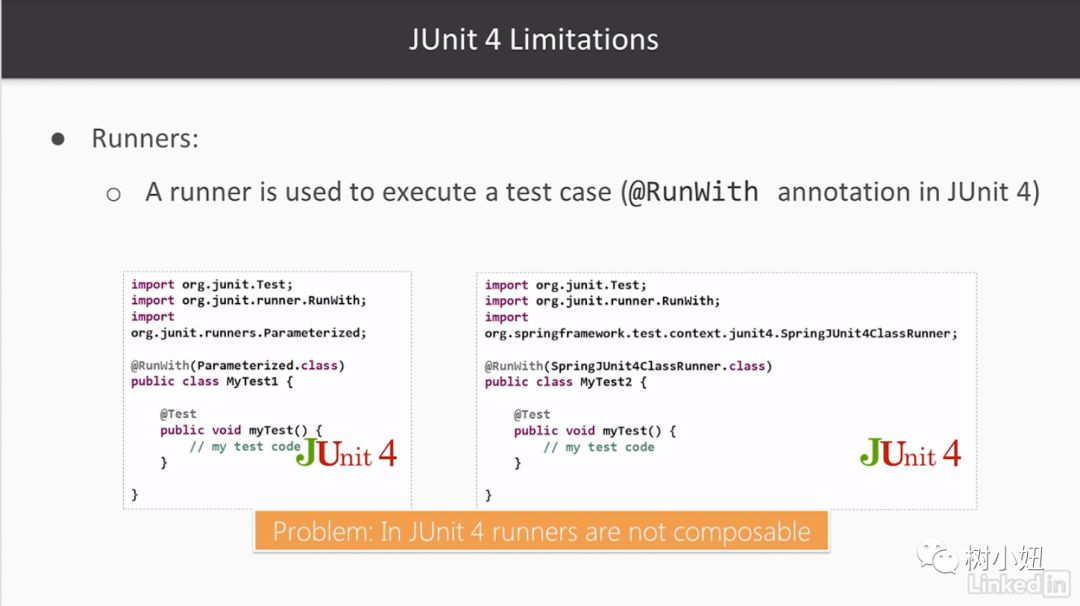 JUnit 4 Limitations
● Runners:
○ A runner is used to execute a test case (@RunWith annotation in JUnit 4)
import org.junit.Test;
import org.junit.runner.RunWith;
import
org.junit.runners.Parameterized;
@RunWith(Parameterized.class)
public class MyTest1 {
@Test
public void myTest() {
// my test code
}
}
JUnit 4
import org.junit.Test;
import org.junit.runner.RunWith;
import
org.springframework.test.context.junit4.SpringJUnit4ClassRunner;
@RunWith(SpringJUnit4ClassRunner.class)
public class MyTest2 {
@Test
public void myTest() {
// my test code
}
}
JUnit 4
Problem: In JUnit 4 runners are not composable
树小妞
LinkedIn